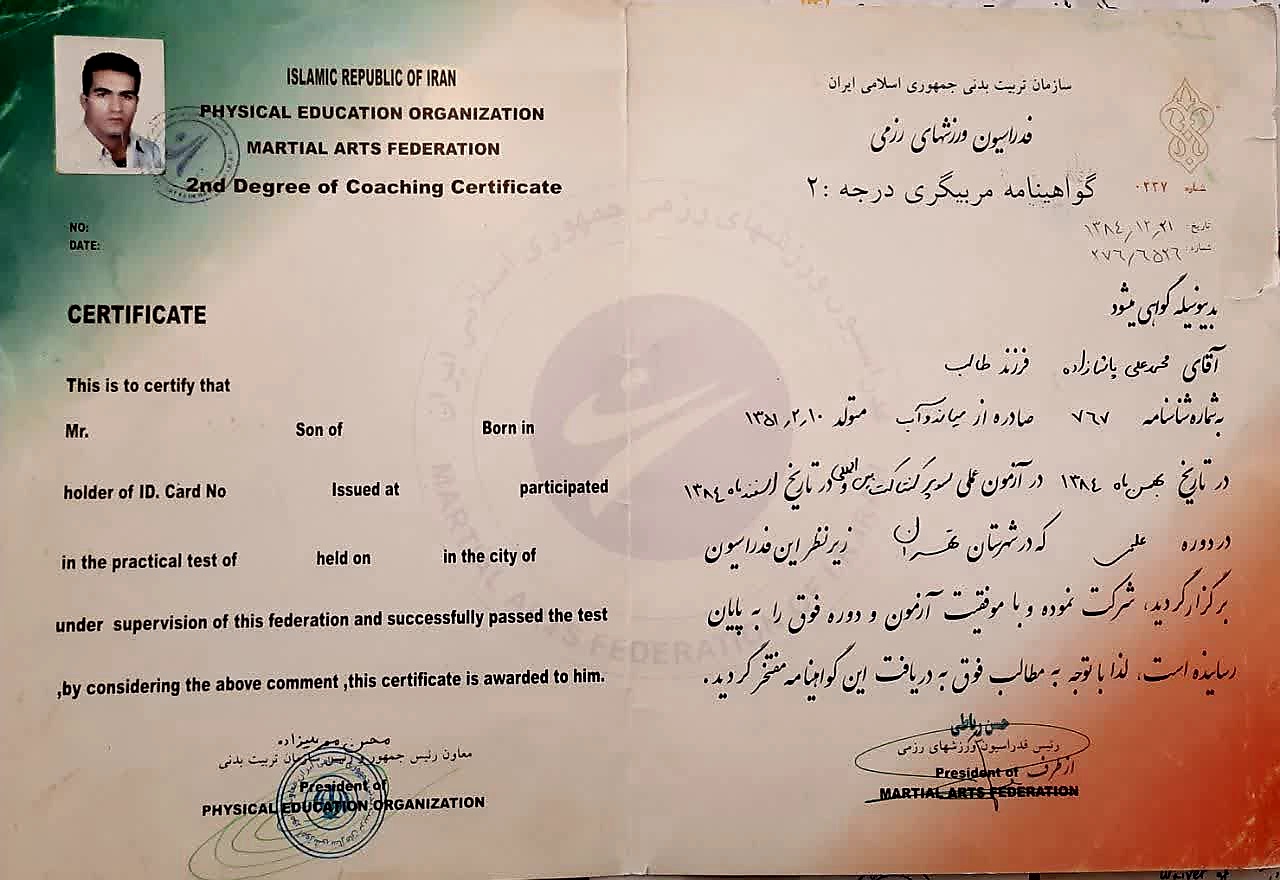 ISLAMIC REPUBLIC OF IRAN
PHYSICAL EDUCATION ORGANIZATION
MARTIAL ARTS FEDERATION
2nd Degree of Coaching Certificate
NO:
DATE:
CERTIFICATE
This is to certify that
Mr. Son of Born in
holder of ID. Card No Issued at participated
in the practical test of held on in the city of
under supervision of this federation and successfully passed the test
,by considering the above comment ,this certificate is awarded to him.
معاون رئیس جمهور و رئیس سازمان تربیت بدنی
President of
PHYSICAL EDUCATION ORGANIZATION
سازمان تربیت بدنی جمهوری اسلامی ایران
فدراسیون ورزشهای رزمی
گواهینامه مربیگری درجه :۲
شماره ۰۲۲۷
تاریخ: ۱۳۸۴/۱۲/۲۱
شماره: ۲۷۶/۶۵۲۶
بدینوسیله گواهی میشود
آقای محمدعلی پاشازاده فرزند طالب
به شماره شناسنامه ۷۶۷ صادره از میاندوآب متولد ۱۳۵۱/۲/۱۰
در تاریخ بهمن ماه ۱۳۸۴ در آزمون عملی سوپر کنتاکت بین المللی و در تاریخ اسفند ماه ۱۳۸۴
در دوره علمی که در شهرستان تهران زیر نظر این فدراسیون
برگزار گردید، شرکت نموده و با موفقیت آزمون و دوره فوق را به پایان
رسانیده است، لذا با توجه به مطالب فوق به دریافت این گواهینامه مفتخر گردید.
رئیس فدراسیون ورزشهای رزمی
از طرف
President of
MARTIAL ARTS FEDERATION